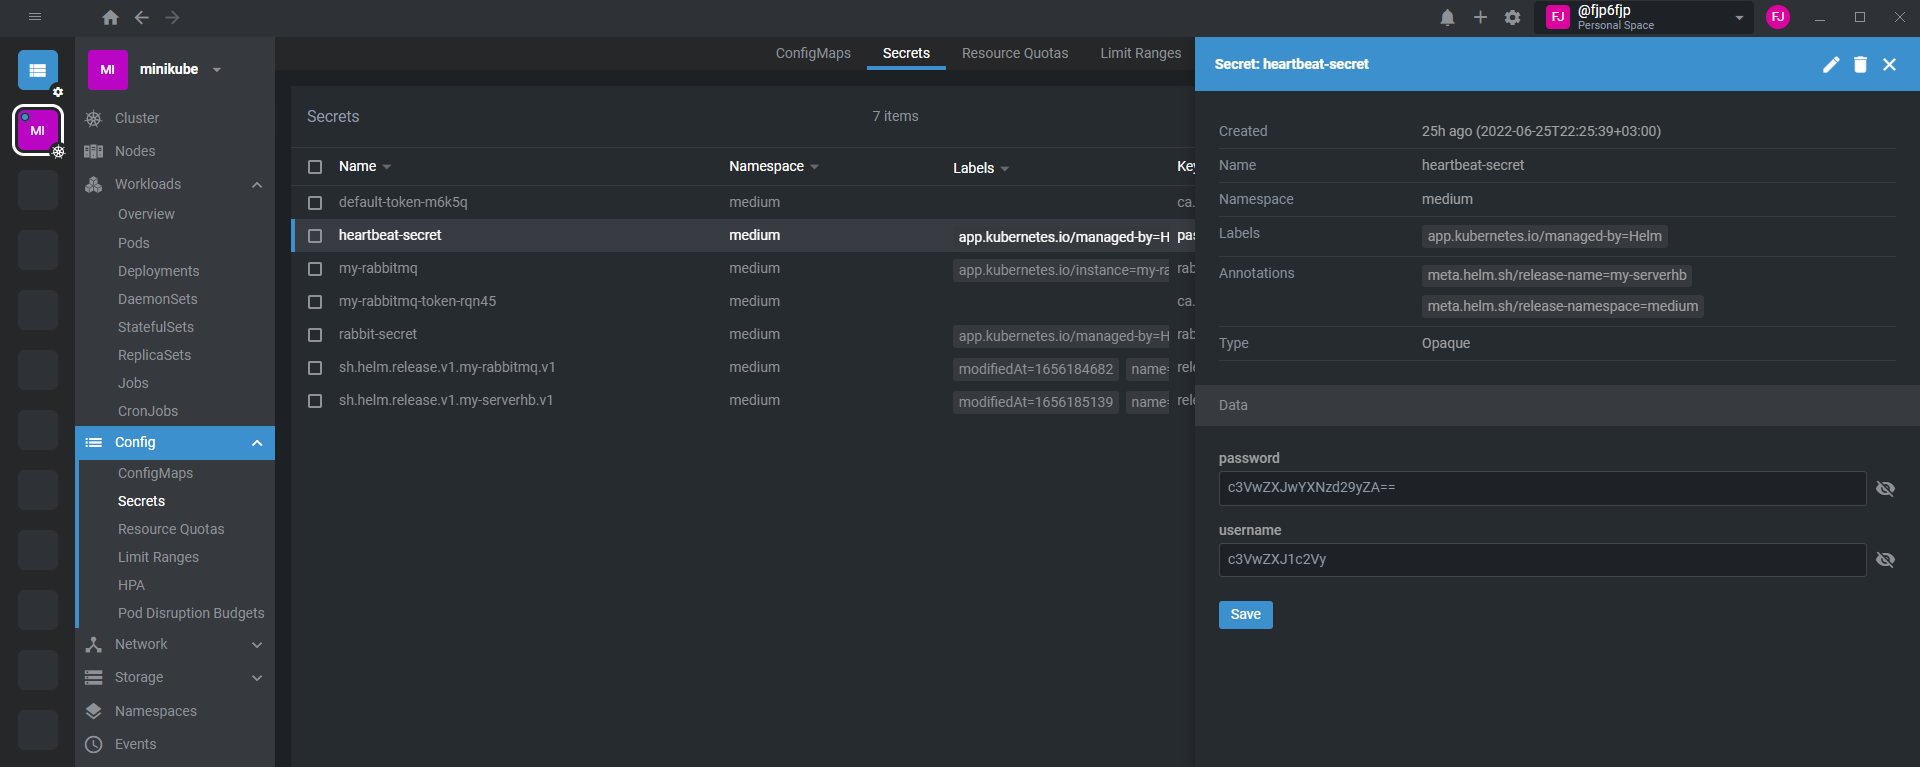 FJ @fjp6fjp
Personal Space
FJ
MI minikube
MI
Cluster
Nodes
Workloads
Overview
Pods
Deployments
DaemonSets
StatefulSets
ReplicaSets
Jobs
CronJobs
Config
ConfigMaps
Secrets
Resource Quotas
Limit Ranges
HPA
Pod Disruption Budgets
Network
Storage
Namespaces
Events
ConfigMaps Secrets Resource Quotas Limit Ranges
Secrets 7 items
Name Namespace Labels Key
default-token-m6k5q medium ca.
heartbeat-secret medium app.kubernetes.io/managed-by=H pas
my-rabbitmq medium app.kubernetes.io/instance=my-ra rab
my-rabbitmq-token-rqn45 medium ca.
rabbit-secret medium app.kubernetes.io/managed-by=H rab
sh.helm.release.v1.my-rabbitmq.v1 medium modifiedAt=1656184682 name= rele
sh.helm.release.v1.my-serverhb.v1 medium modifiedAt=1656185139 name= rele
Secret: heartbeat-secret
Created 25h ago (2022-06-25T22:25:39+03:00)
Name heartbeat-secret
Namespace medium
Labels app.kubernetes.io/managed-by=Helm
Annotations meta.helm.sh/release-name=my-serverhb
meta.helm.sh/release-namespace=medium
Type Opaque
Data
password
c3VwZXJwYXNzd29yZA==
username
c3VwZXJ1c2Vy
Save